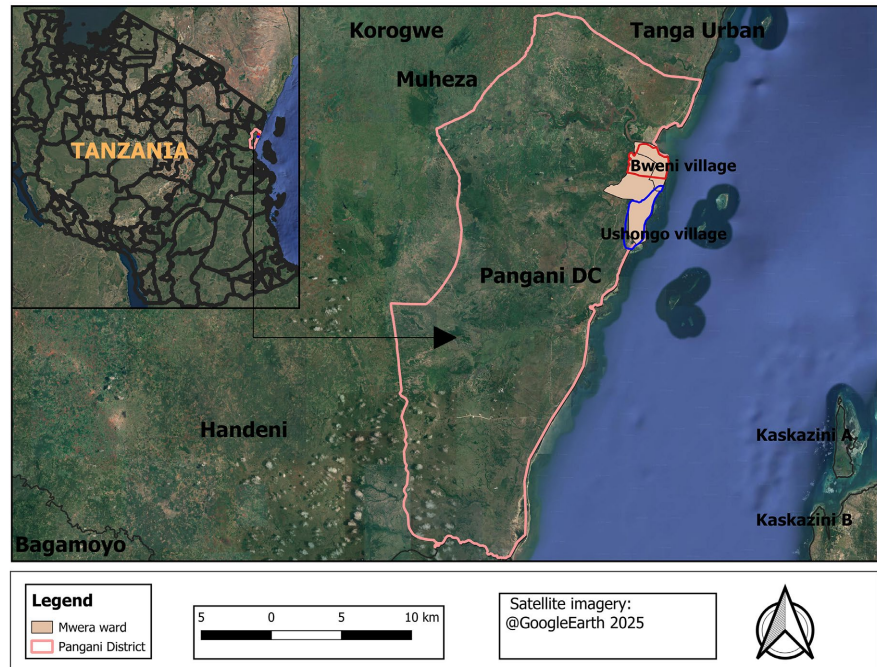 Korogwe
Tanga Urban
Muheza
TANZANIA
Bweni village
Ushongo village
Pangani DC
Handeni
Kaskazini A
Kaskazini B
Bagamoyo
Legend
Mwera ward
Pangani District
5 0 5 10 km
Satellite imagery:
@GoogleEarth 2025